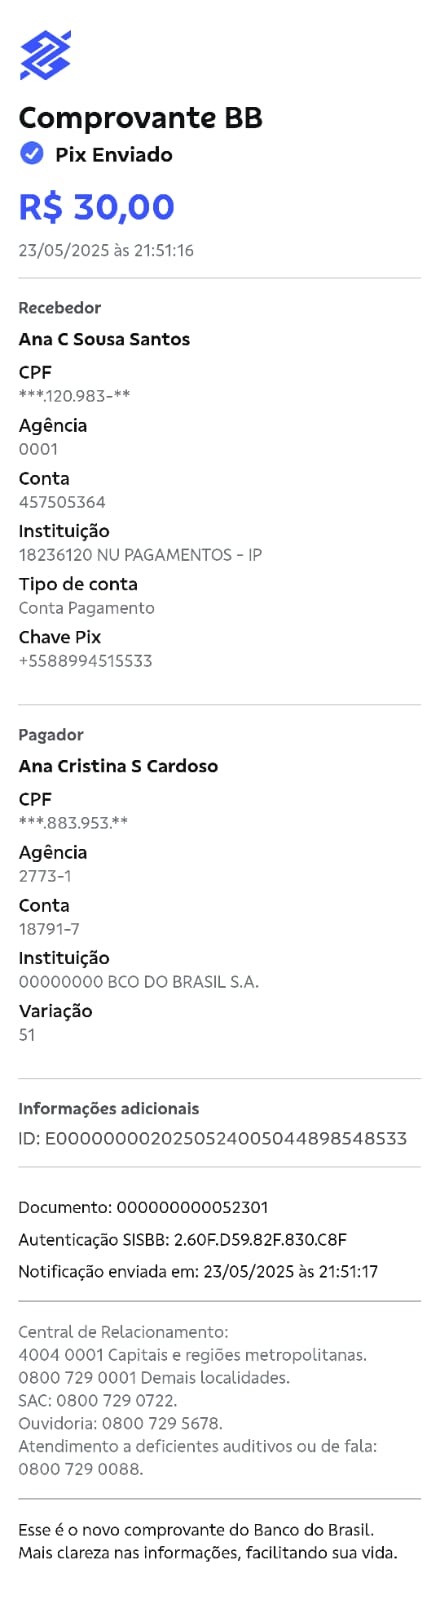 Comprovante BB
Pix Enviado
R$ 30,00
23/05/2025 às 21:51:16
Recebedor
Ana C Sousa Santos
CPF
***.120.983-**
Agência
0001
Conta
457505364
Instituição
18236120 NU PAGAMENTOS - IP
Tipo de conta
Conta Pagamento
Chave Pix
+5588994515533
Pagador
Ana Cristina S Cardoso
CPF
***.883.953.**
Agência
2773-1
Conta
18791-7
Instituição
00000000 BCO DO BRASIL S.A.
Variação
51
Informações adicionais
ID: E0000000020250524005044898548533
Documento: 000000000052301
Autenticação SISBB: 2.60F.D59.82F.830.C8F
Notificação enviada em: 23/05/2025 às 21:51:17
Central de Relacionamento:
4004 0001 Capitais e regiões metropolitanas.
0800 729 0001 Demais localidades.
SAC: 0800 729 0722.
Ouvidoria: 0800 729 5678.
Atendimento a deficientes auditivos ou de fala:
0800 729 0088.
Esse é o novo comprovante do Banco do Brasil.
Mais clareza nas informações, facilitando sua vida.